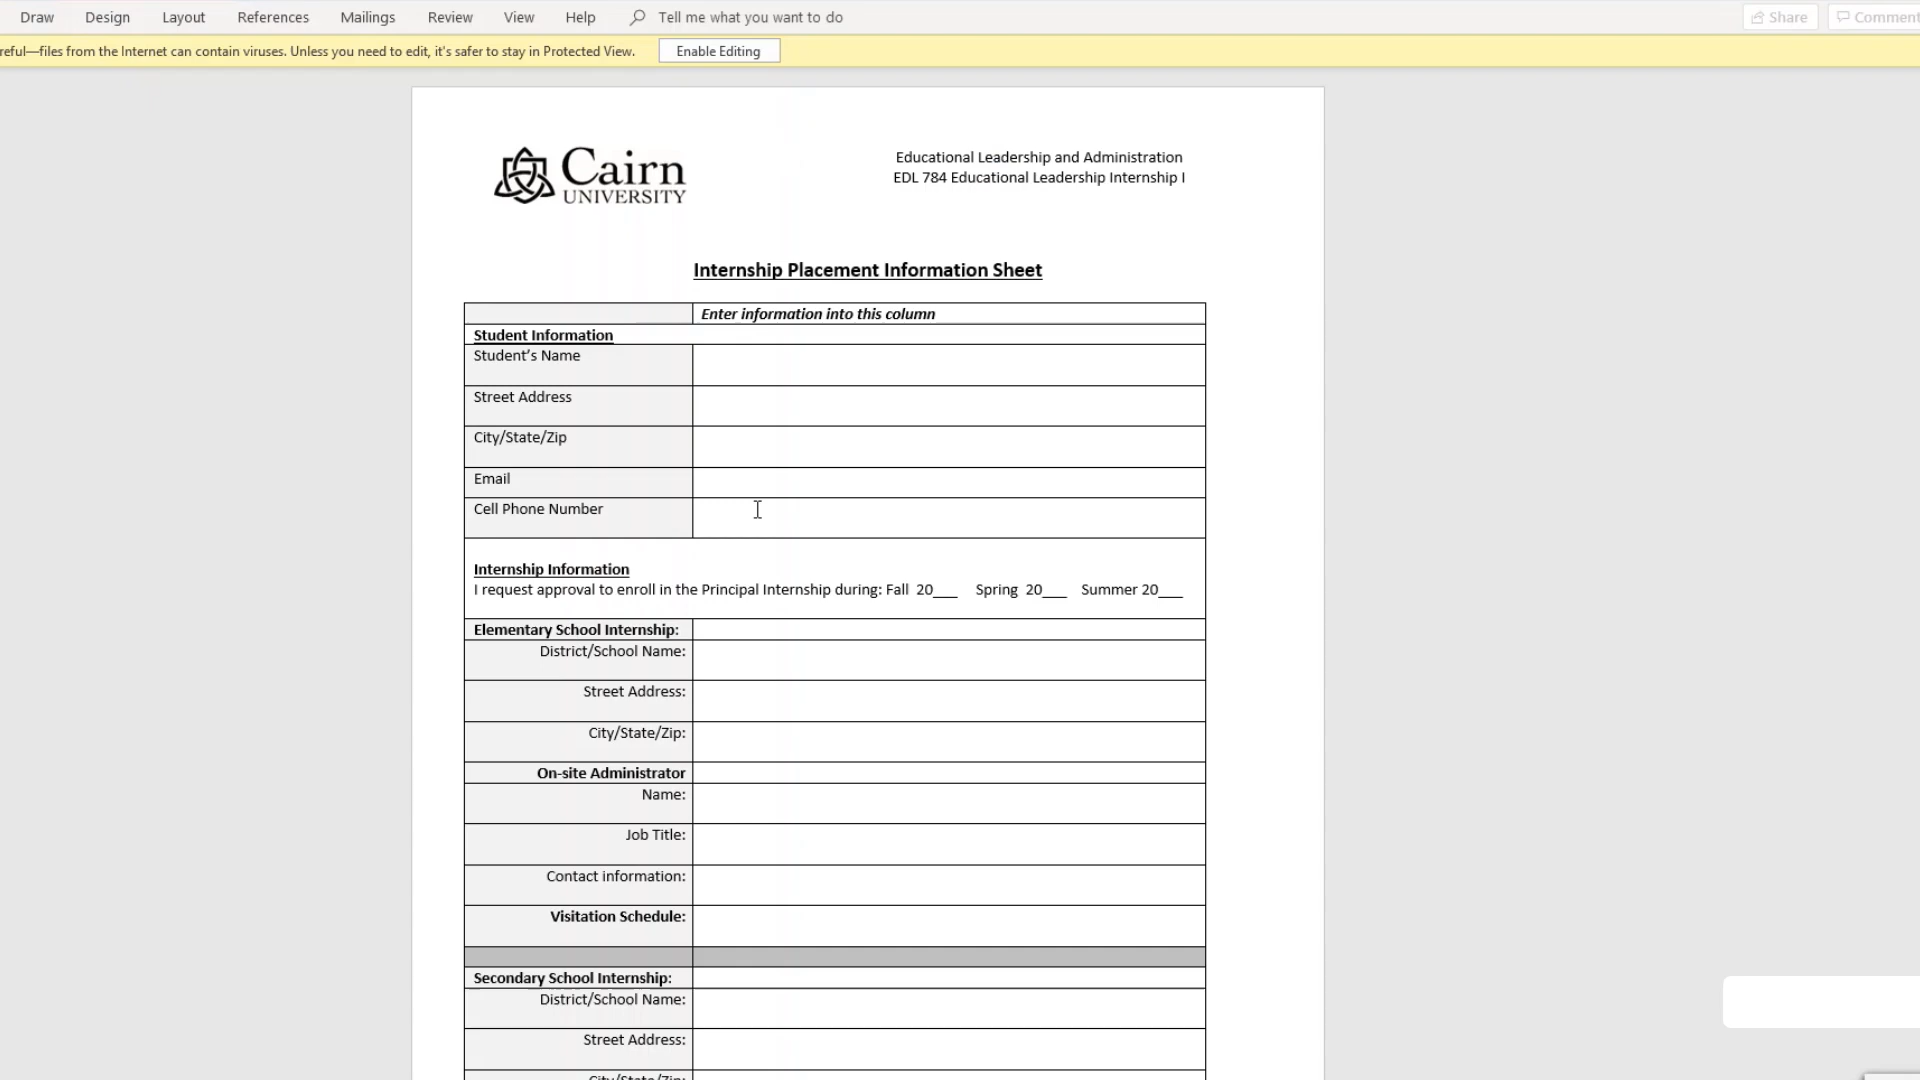 Draw Design Layout References Mailings Review View Help Tell me what you want to do Share Comment
reful—files from the Internet can contain viruses. Unless you need to edit, it's safer to stay in Protected View. Enable Editing
Cairn
UNIVERSITY
Educational Leadership and Administration
EDL 784 Educational Leadership Internship I
Internship Placement Information Sheet
Enter information into this column
Student Information
Student's Name
Street Address
City/State/Zip
Email
Cell Phone Number
Internship Information
I request approval to enroll in the Principal Internship during: Fall 20___ Spring 20___ Summer 20___
Elementary School Internship:
District/School Name:
Street Address:
City/State/Zip:
On-site Administrator
Name:
Job Title:
Contact information:
Visitation Schedule:
Secondary School Internship:
District/School Name:
Street Address:
City/State/Zip: